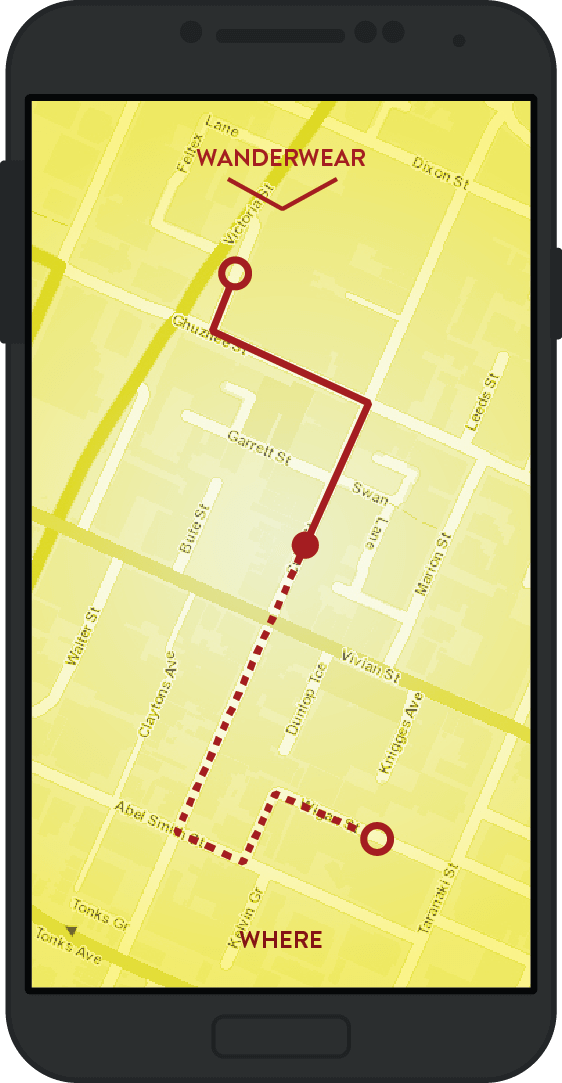 Lane
Feltex
WANDERWEAR
Dixon St
Victoria St
Ghuznee St
Leeds St
Garrett St
Swan
Lane
Bute St
Marion St
Walter St
Vivian St
Claytons Ave
Dunlop Tce
Knigges Ave
Abel Smith St
Wigan St
Taranaki St
Tonks Gr
Kelvin Gr
Tonks Ave
WHERE